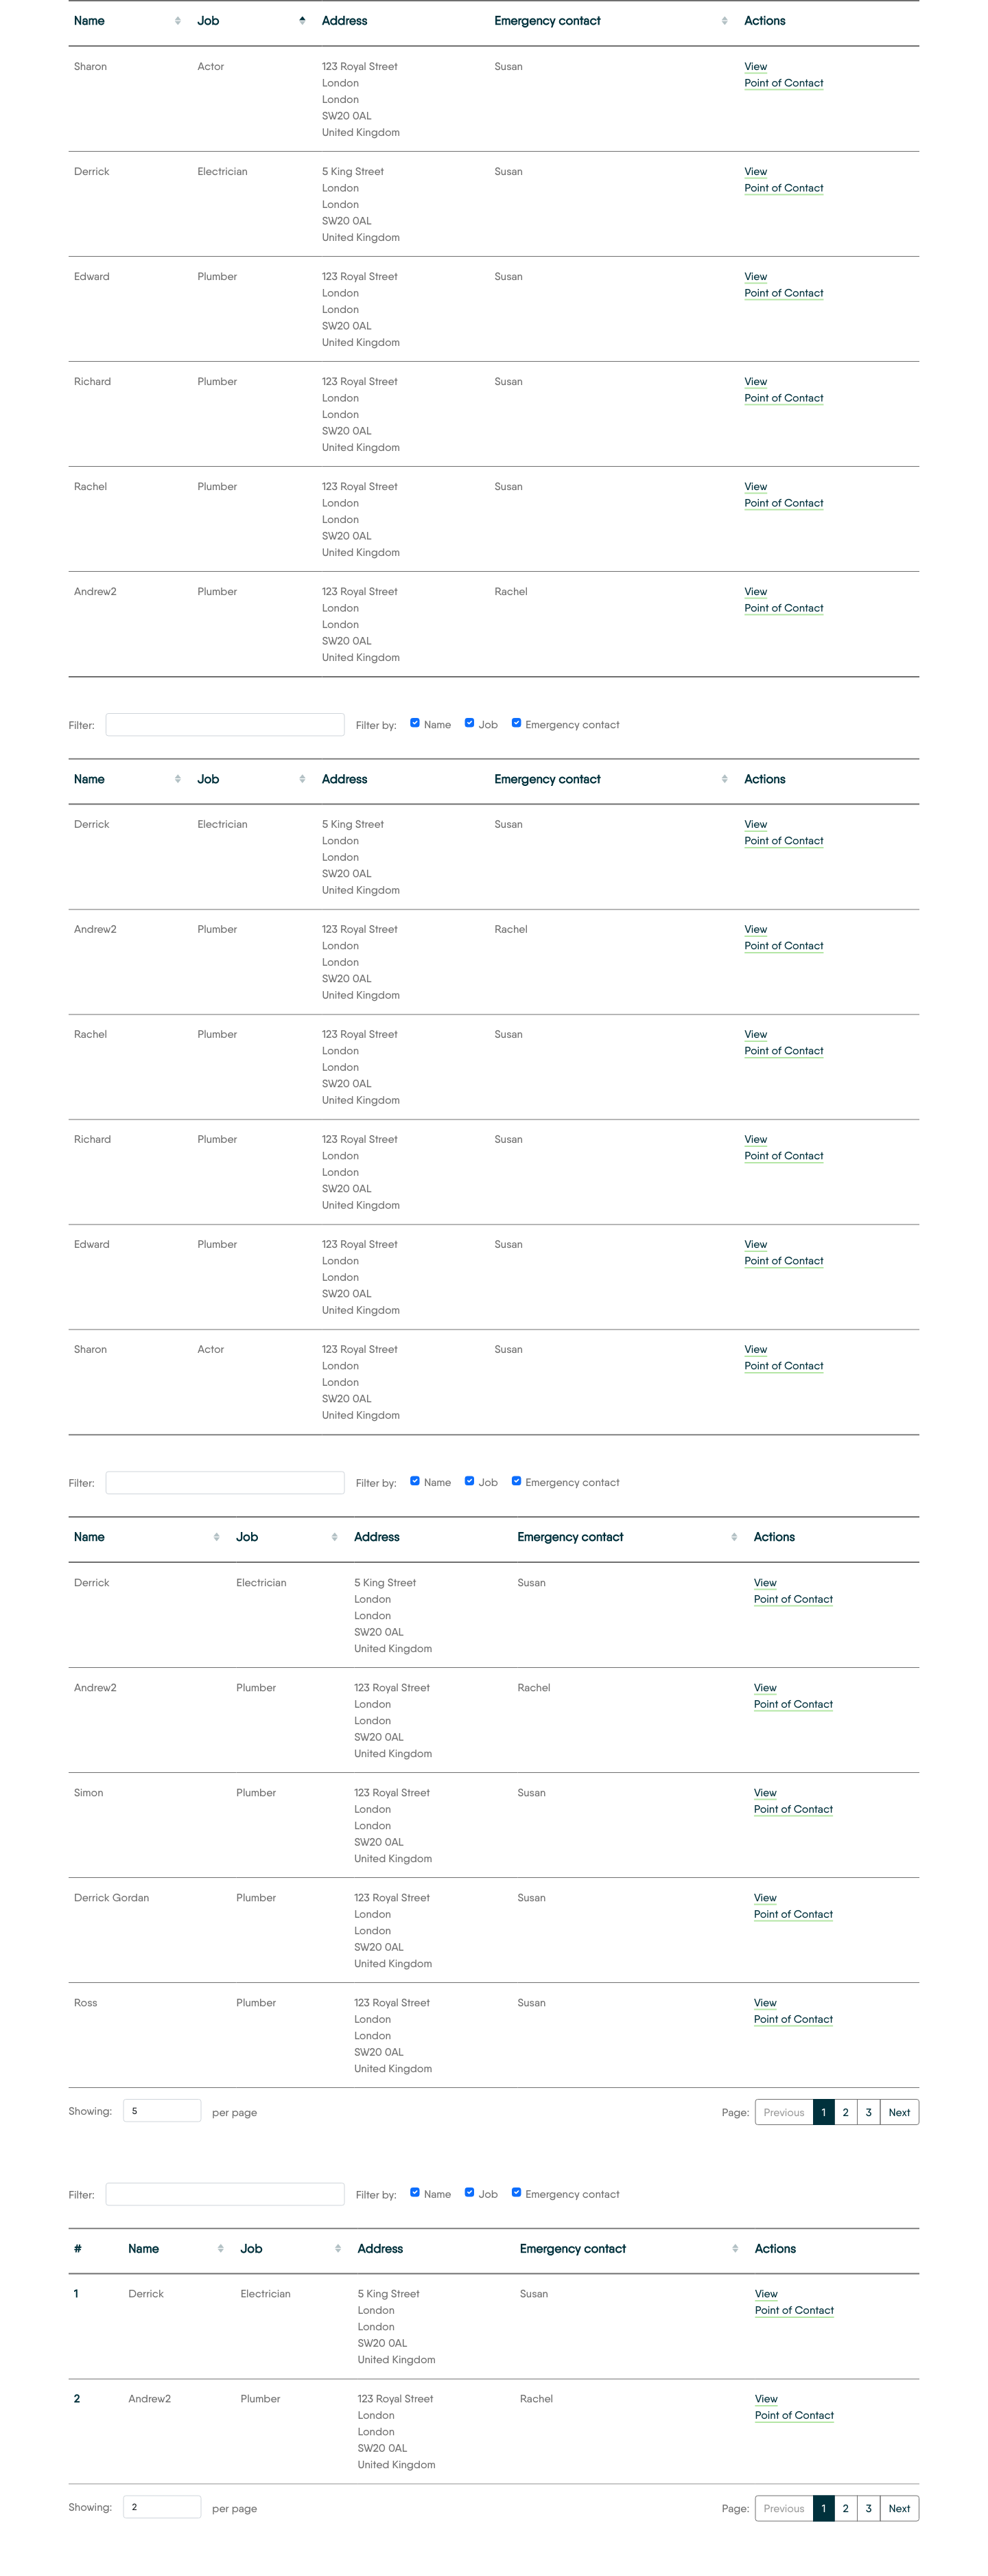 Name Job Address Emergency contact Actions
Sharon Actor 123 Royal Street Susan View
London Point of Contact
London
SW20 0AL
United Kingdom
Derrick Electrician 5 King Street Susan View
London Point of Contact
London
SW20 0AL
United Kingdom
Edward Plumber 123 Royal Street Susan View
London Point of Contact
London
SW20 0AL
United Kingdom
Richard Plumber 123 Royal Street Susan View
London Point of Contact
London
SW20 0AL
United Kingdom
Rachel Plumber 123 Royal Street Susan View
London Point of Contact
London
SW20 0AL
United Kingdom
Andrew2 Plumber 123 Royal Street Rachel View
London Point of Contact
London
SW20 0AL
United Kingdom
Filter: Filter by: Name Job Emergency contact
Name Job Address Emergency contact Actions
Derrick Electrician 5 King Street Susan View
London Point of Contact
London
SW20 0AL
United Kingdom
Andrew2 Plumber 123 Royal Street Rachel View
London Point of Contact
London
SW20 0AL
United Kingdom
Rachel Plumber 123 Royal Street Susan View
London Point of Contact
London
SW20 0AL
United Kingdom
Richard Plumber 123 Royal Street Susan View
London Point of Contact
London
SW20 0AL
United Kingdom
Edward Plumber 123 Royal Street Susan View
London Point of Contact
London
SW20 0AL
United Kingdom
Sharon Actor 123 Royal Street Susan View
London Point of Contact
London
SW20 0AL
United Kingdom
Filter: Filter by: Name Job Emergency contact
Name Job Address Emergency contact Actions
Derrick Electrician 5 King Street Susan View
London Point of Contact
London
SW20 0AL
United Kingdom
Andrew2 Plumber 123 Royal Street Rachel View
London Point of Contact
London
SW20 0AL
United Kingdom
Simon Plumber 123 Royal Street Susan View
London Point of Contact
London
SW20 0AL
United Kingdom
Derrick Gordan Plumber 123 Royal Street Susan View
London Point of Contact
London
SW20 0AL
United Kingdom
Ross Plumber 123 Royal Street Susan View
London Point of Contact
London
SW20 0AL
United Kingdom
Showing: 5 per page Page: Previous 1 2 3 Next
Filter: Filter by: Name Job Emergency contact
# Name Job Address Emergency contact Actions
1 Derrick Electrician 5 King Street Susan View
London Point of Contact
London
SW20 0AL
United Kingdom
2 Andrew2 Plumber 123 Royal Street Rachel View
London Point of Contact
London
SW20 0AL
United Kingdom
Showing: 2 per page Page: Previous 1 2 3 Next